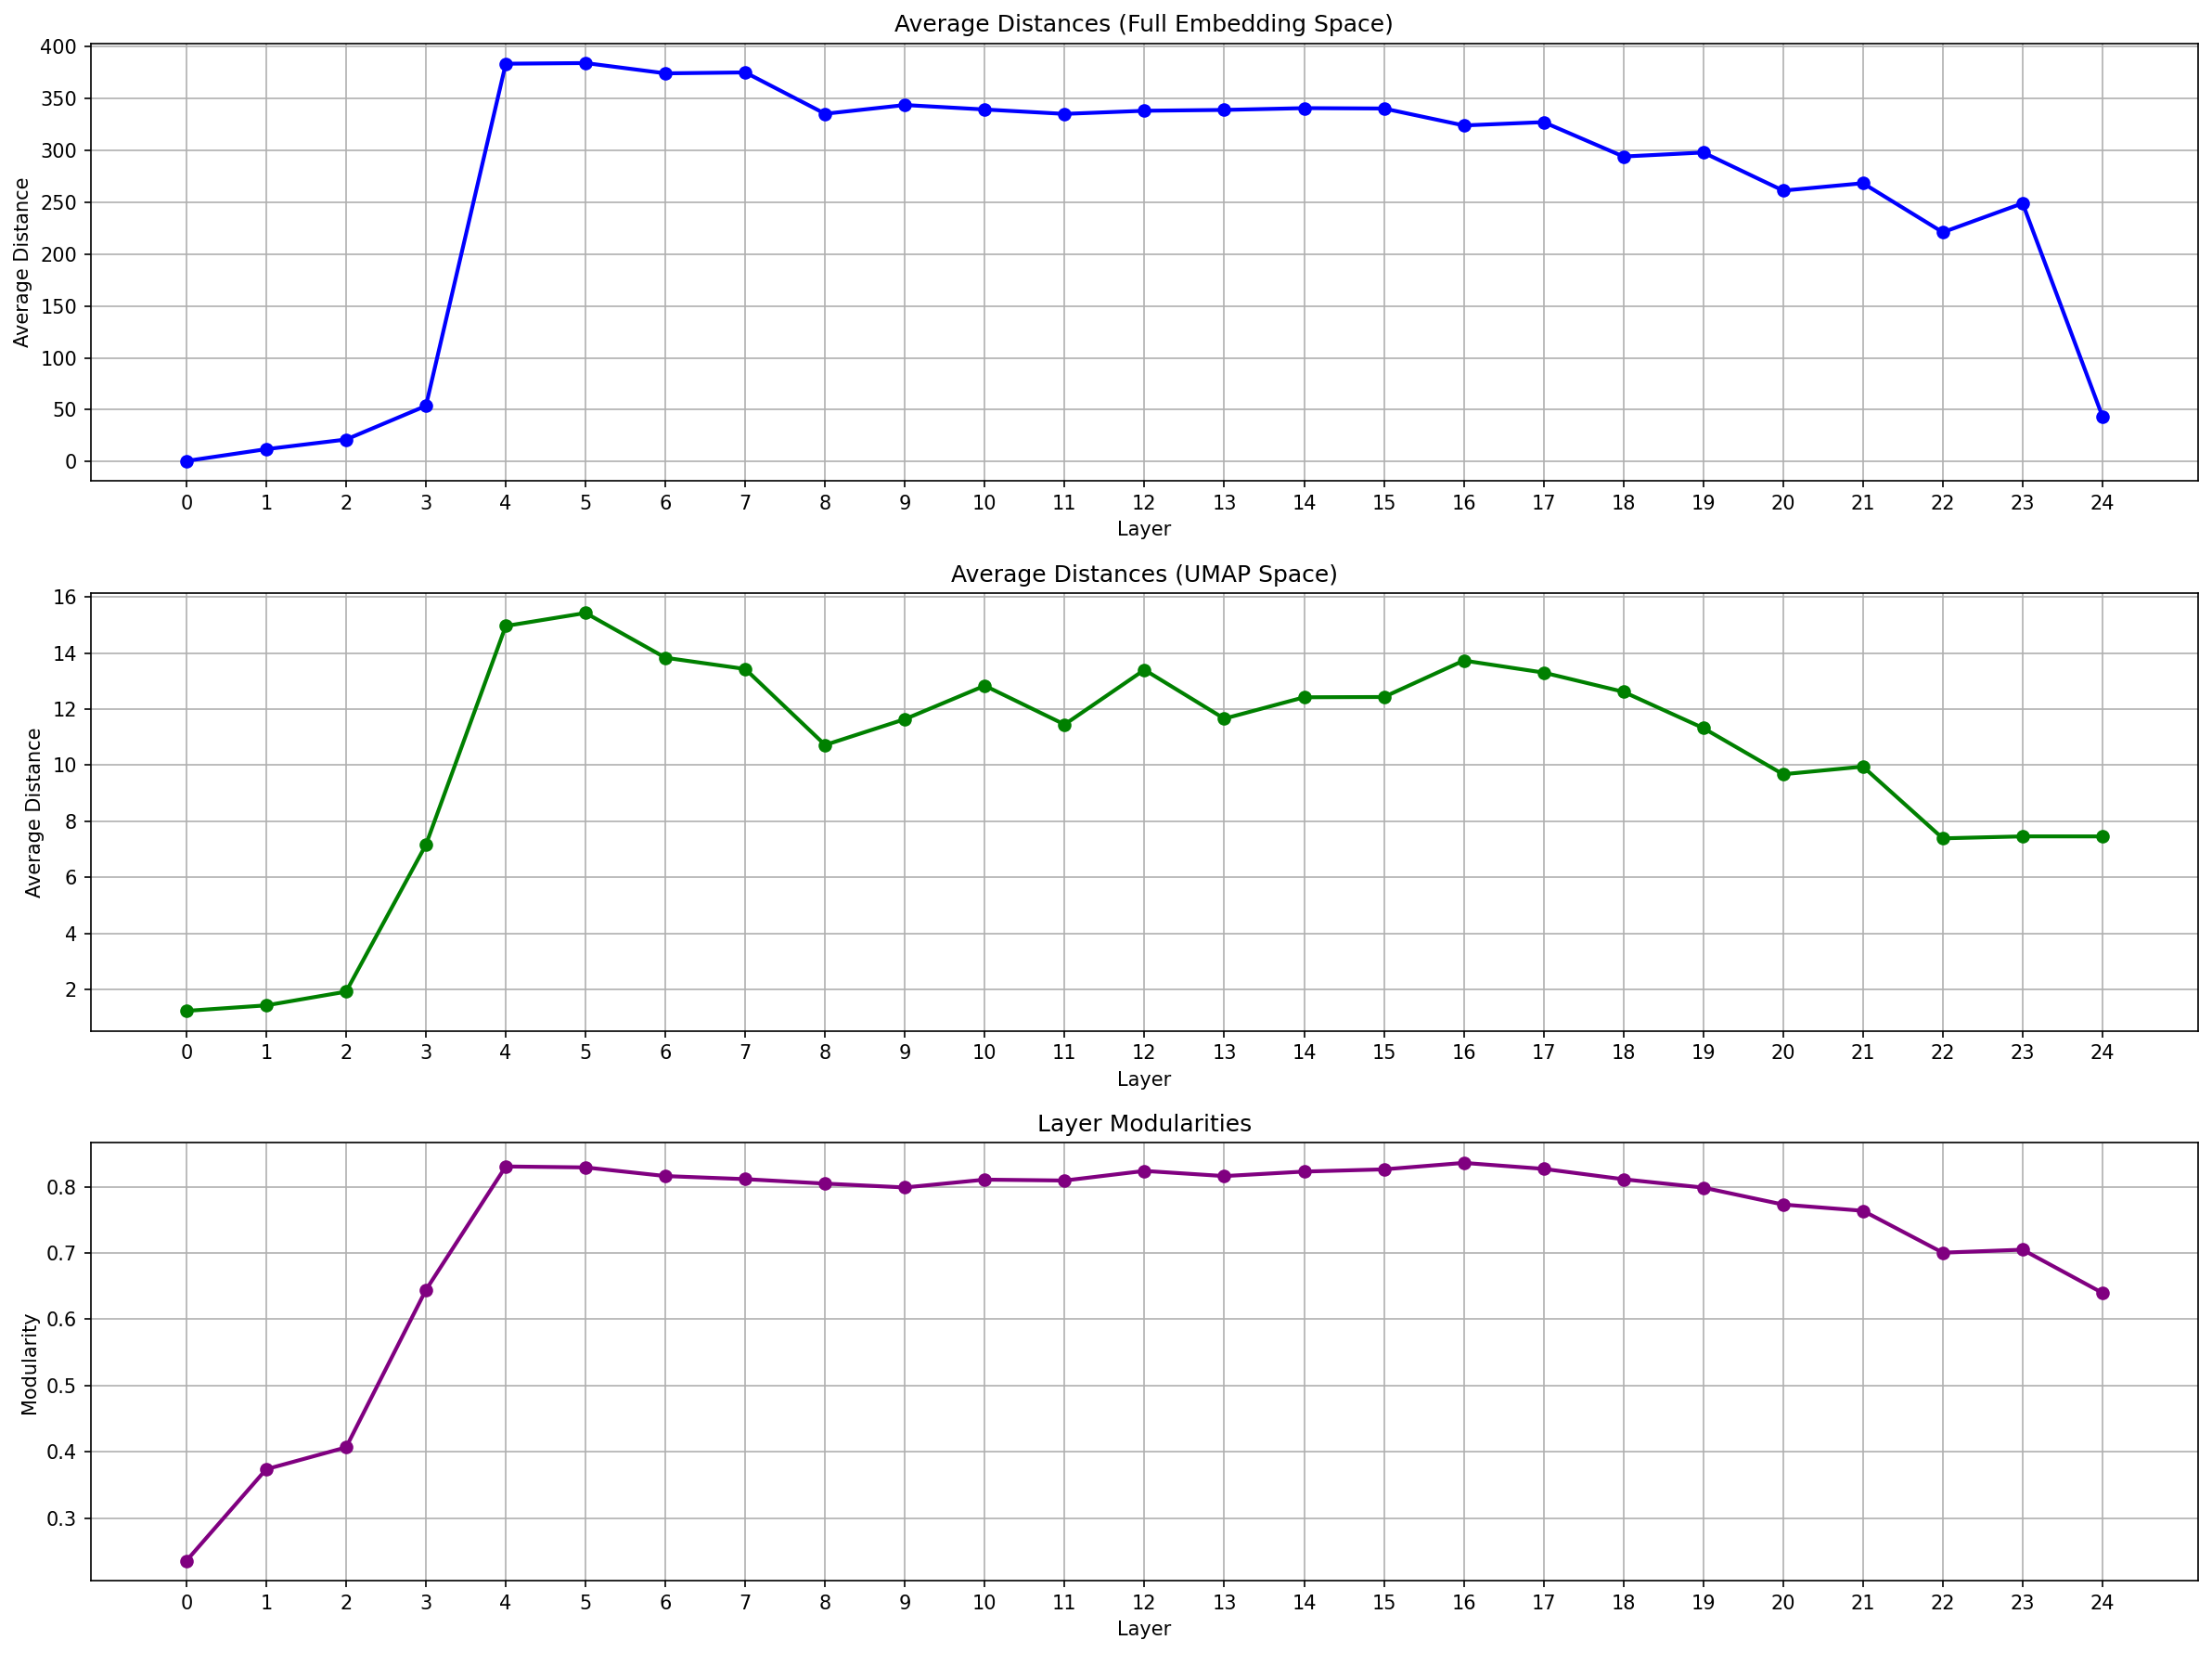 Average Distances (Full Embedding Space)
400
350
300
250
200
150
100
50
0
Average Distance
0 1 2 3 4 5 6 7 8 9 10 11 12 13 14 15 16 17 18 19 20 21 22 23 24
Layer
Average Distances (UMAP Space)
16
14
12
10
8
6
4
2
Average Distance
0 1 2 3 4 5 6 7 8 9 10 11 12 13 14 15 16 17 18 19 20 21 22 23 24
Layer
Layer Modularities
0.8
0.7
0.6
0.5
0.4
0.3
Modularity
0 1 2 3 4 5 6 7 8 9 10 11 12 13 14 15 16 17 18 19 20 21 22 23 24
Layer